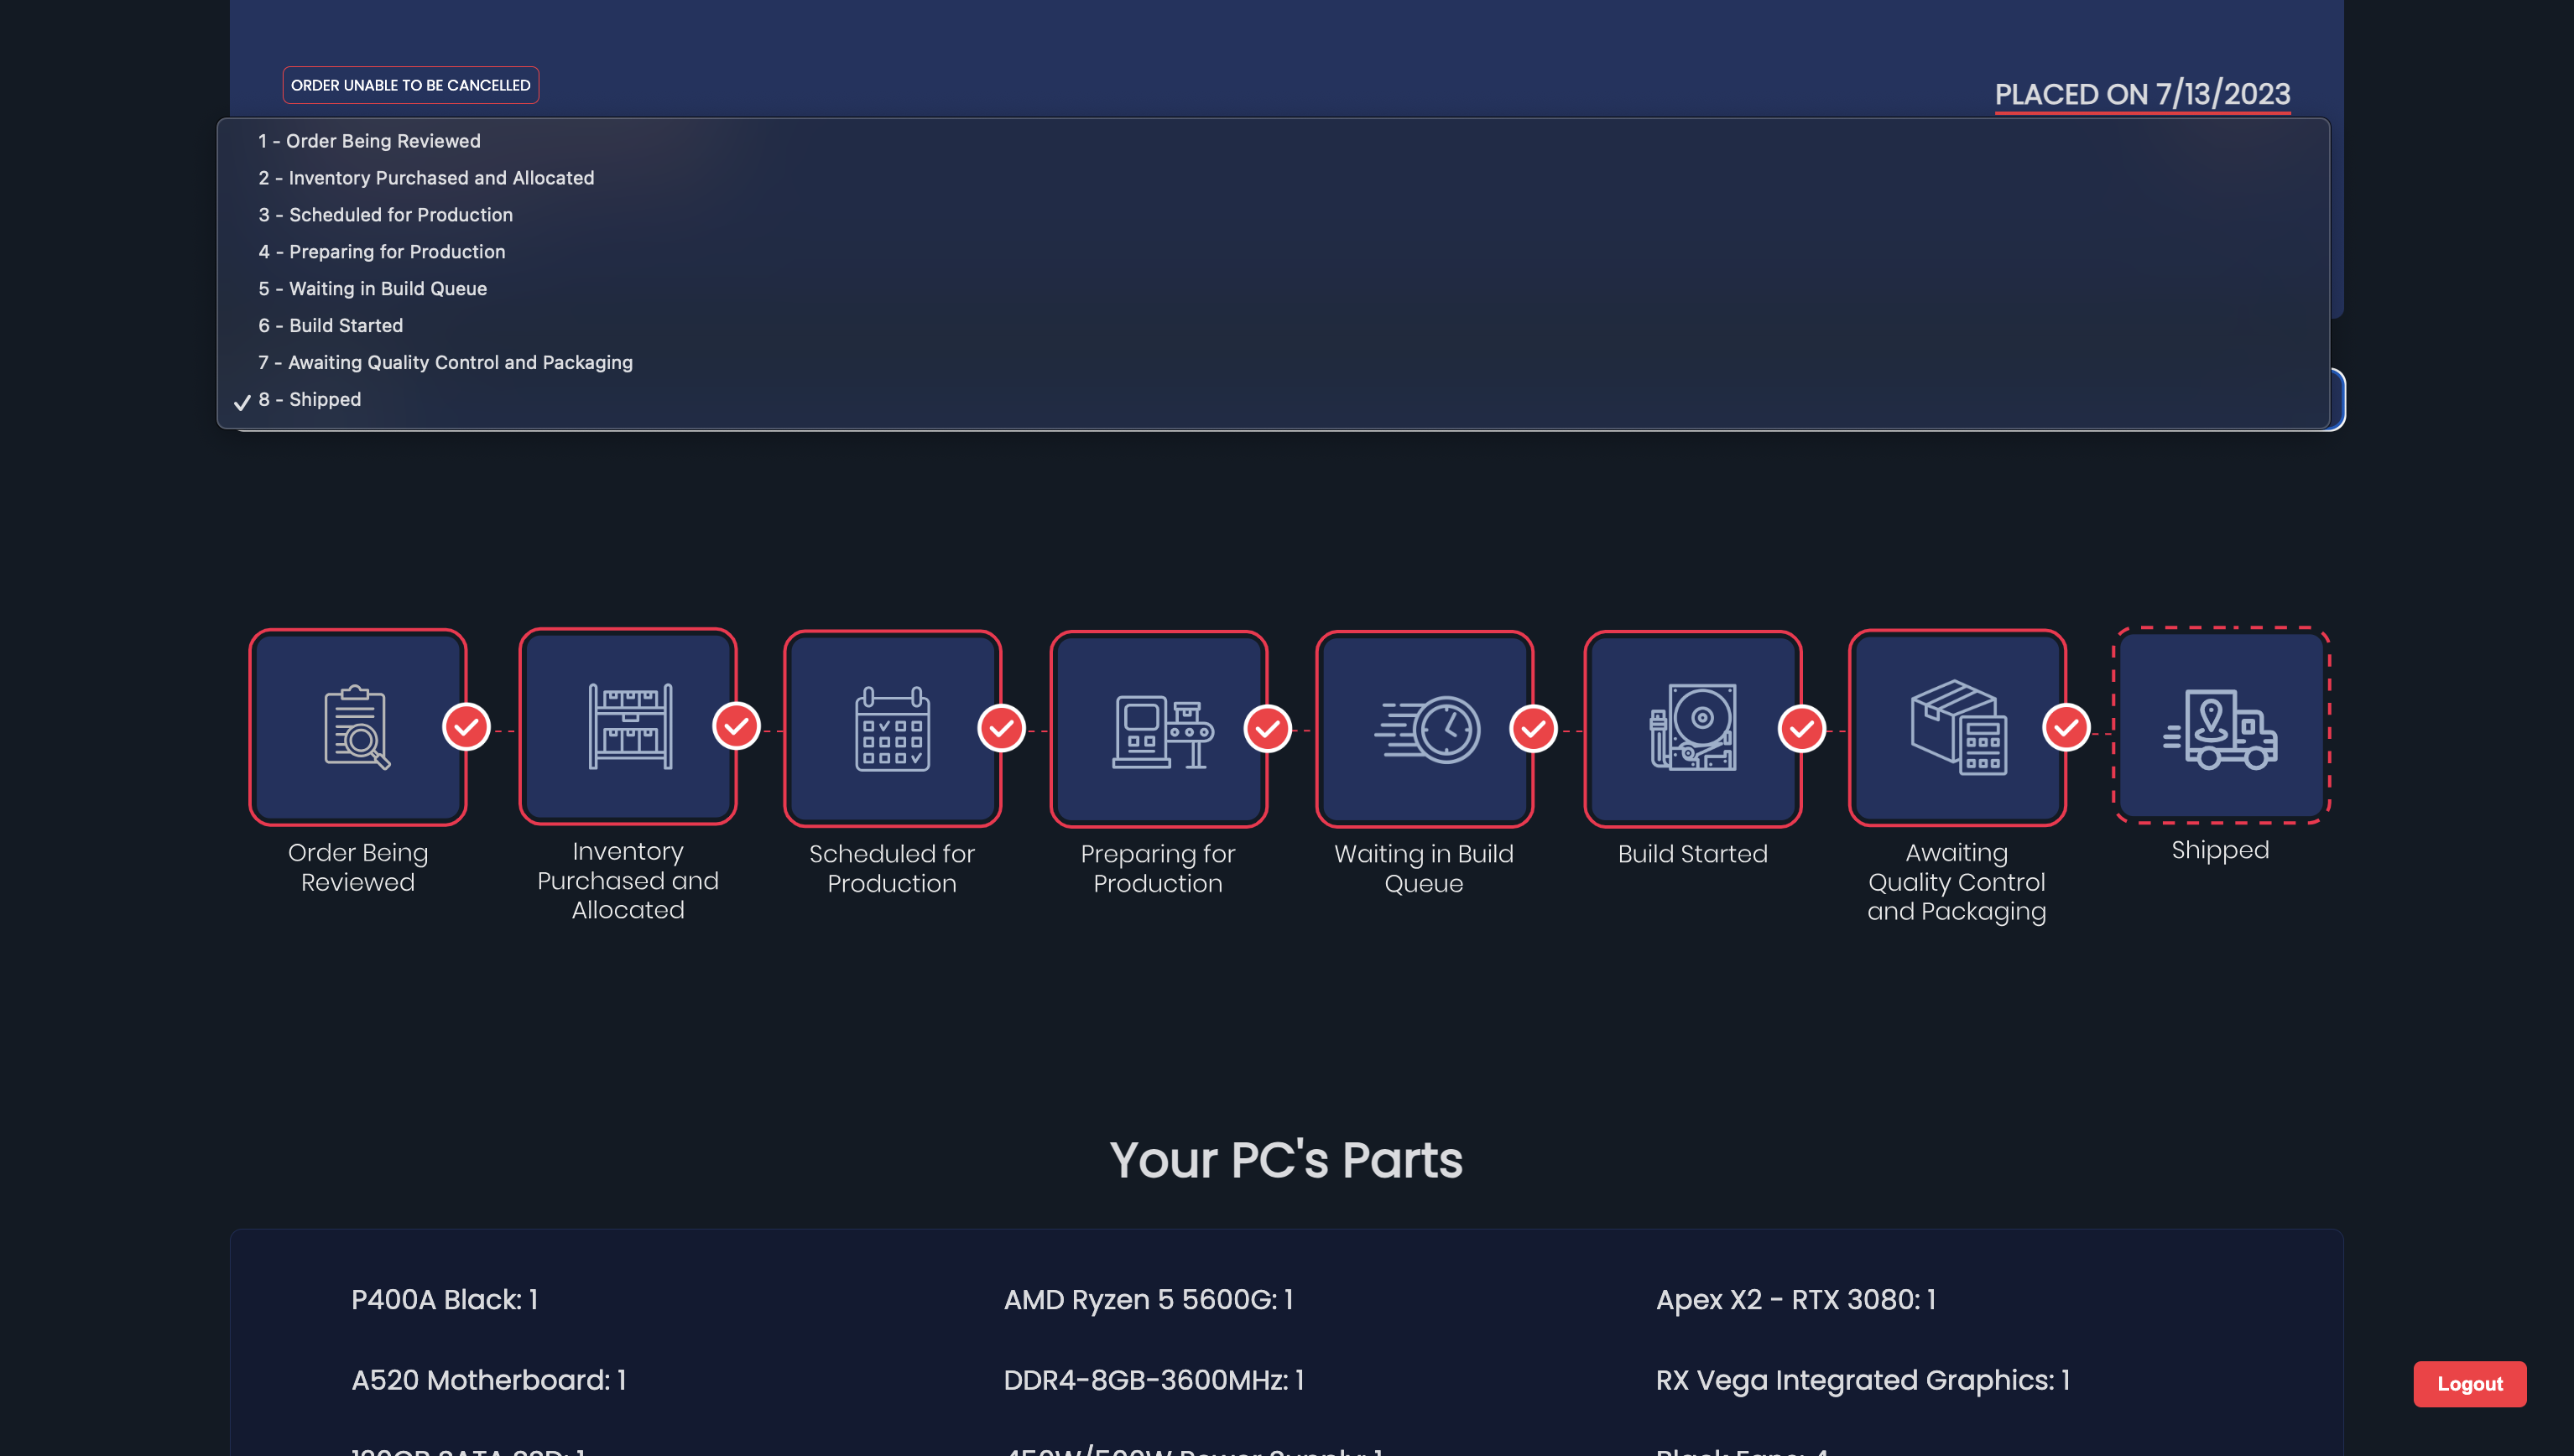 ORDER UNABLE TO BE CANCELLED
PLACED ON 7/13/2023
1 - Order Being Reviewed
2 - Inventory Purchased and Allocated
3 - Scheduled for Production
4 - Preparing for Production
5 - Waiting in Build Queue
6 - Build Started
7 - Awaiting Quality Control and Packaging
8 - Shipped
Order Being
Reviewed
Inventory
Purchased and
Allocated
Scheduled for
Production
Preparing for
Production
Waiting in Build
Queue
Build Started
Awaiting
Quality Control
and Packaging
Shipped
Your PC's Parts
P400A Black: 1
AMD Ryzen 5 5600G: 1
Apex X2 - RTX 3080: 1
A520 Motherboard: 1
DDR4-8GB-3600MHz: 1
RX Vega Integrated Graphics: 1
Logout